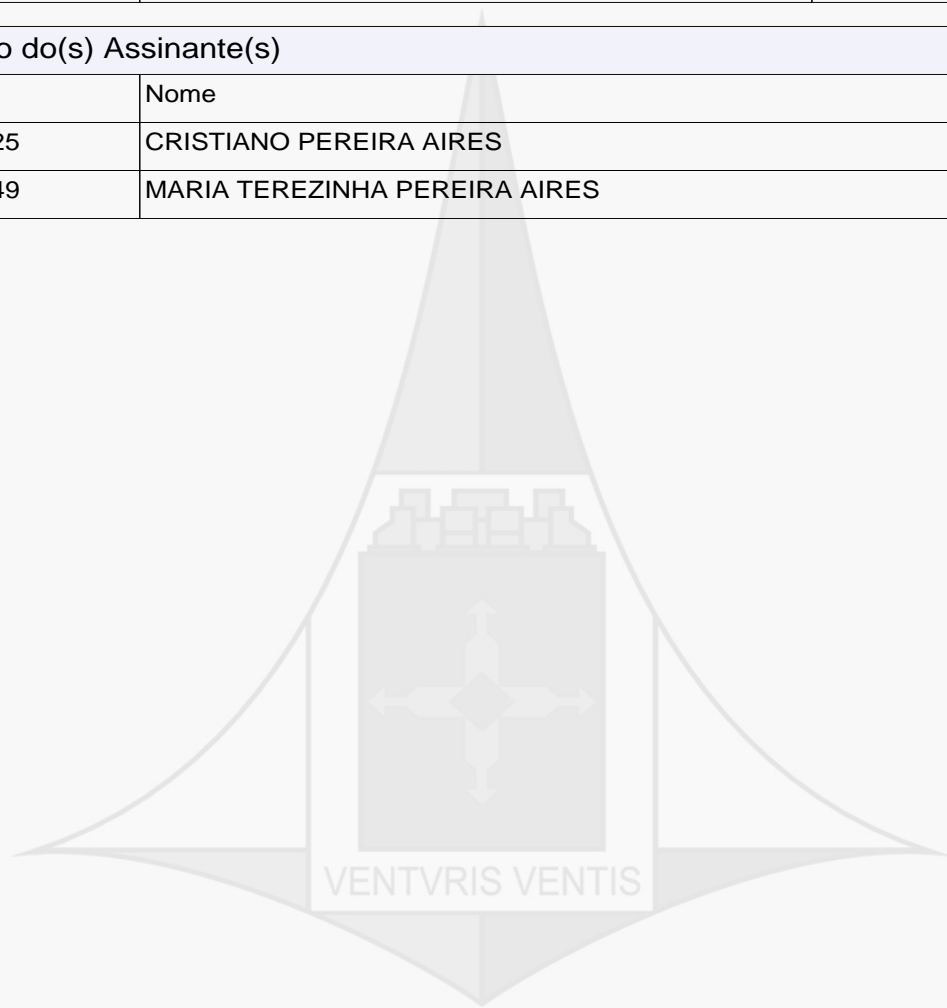 o do(s) Assinante(s)
Nome
25 CRISTIANO PEREIRA AIRES
49 MARIA TEREZINHA PEREIRA AIRES
VENTVRIS VENTIS